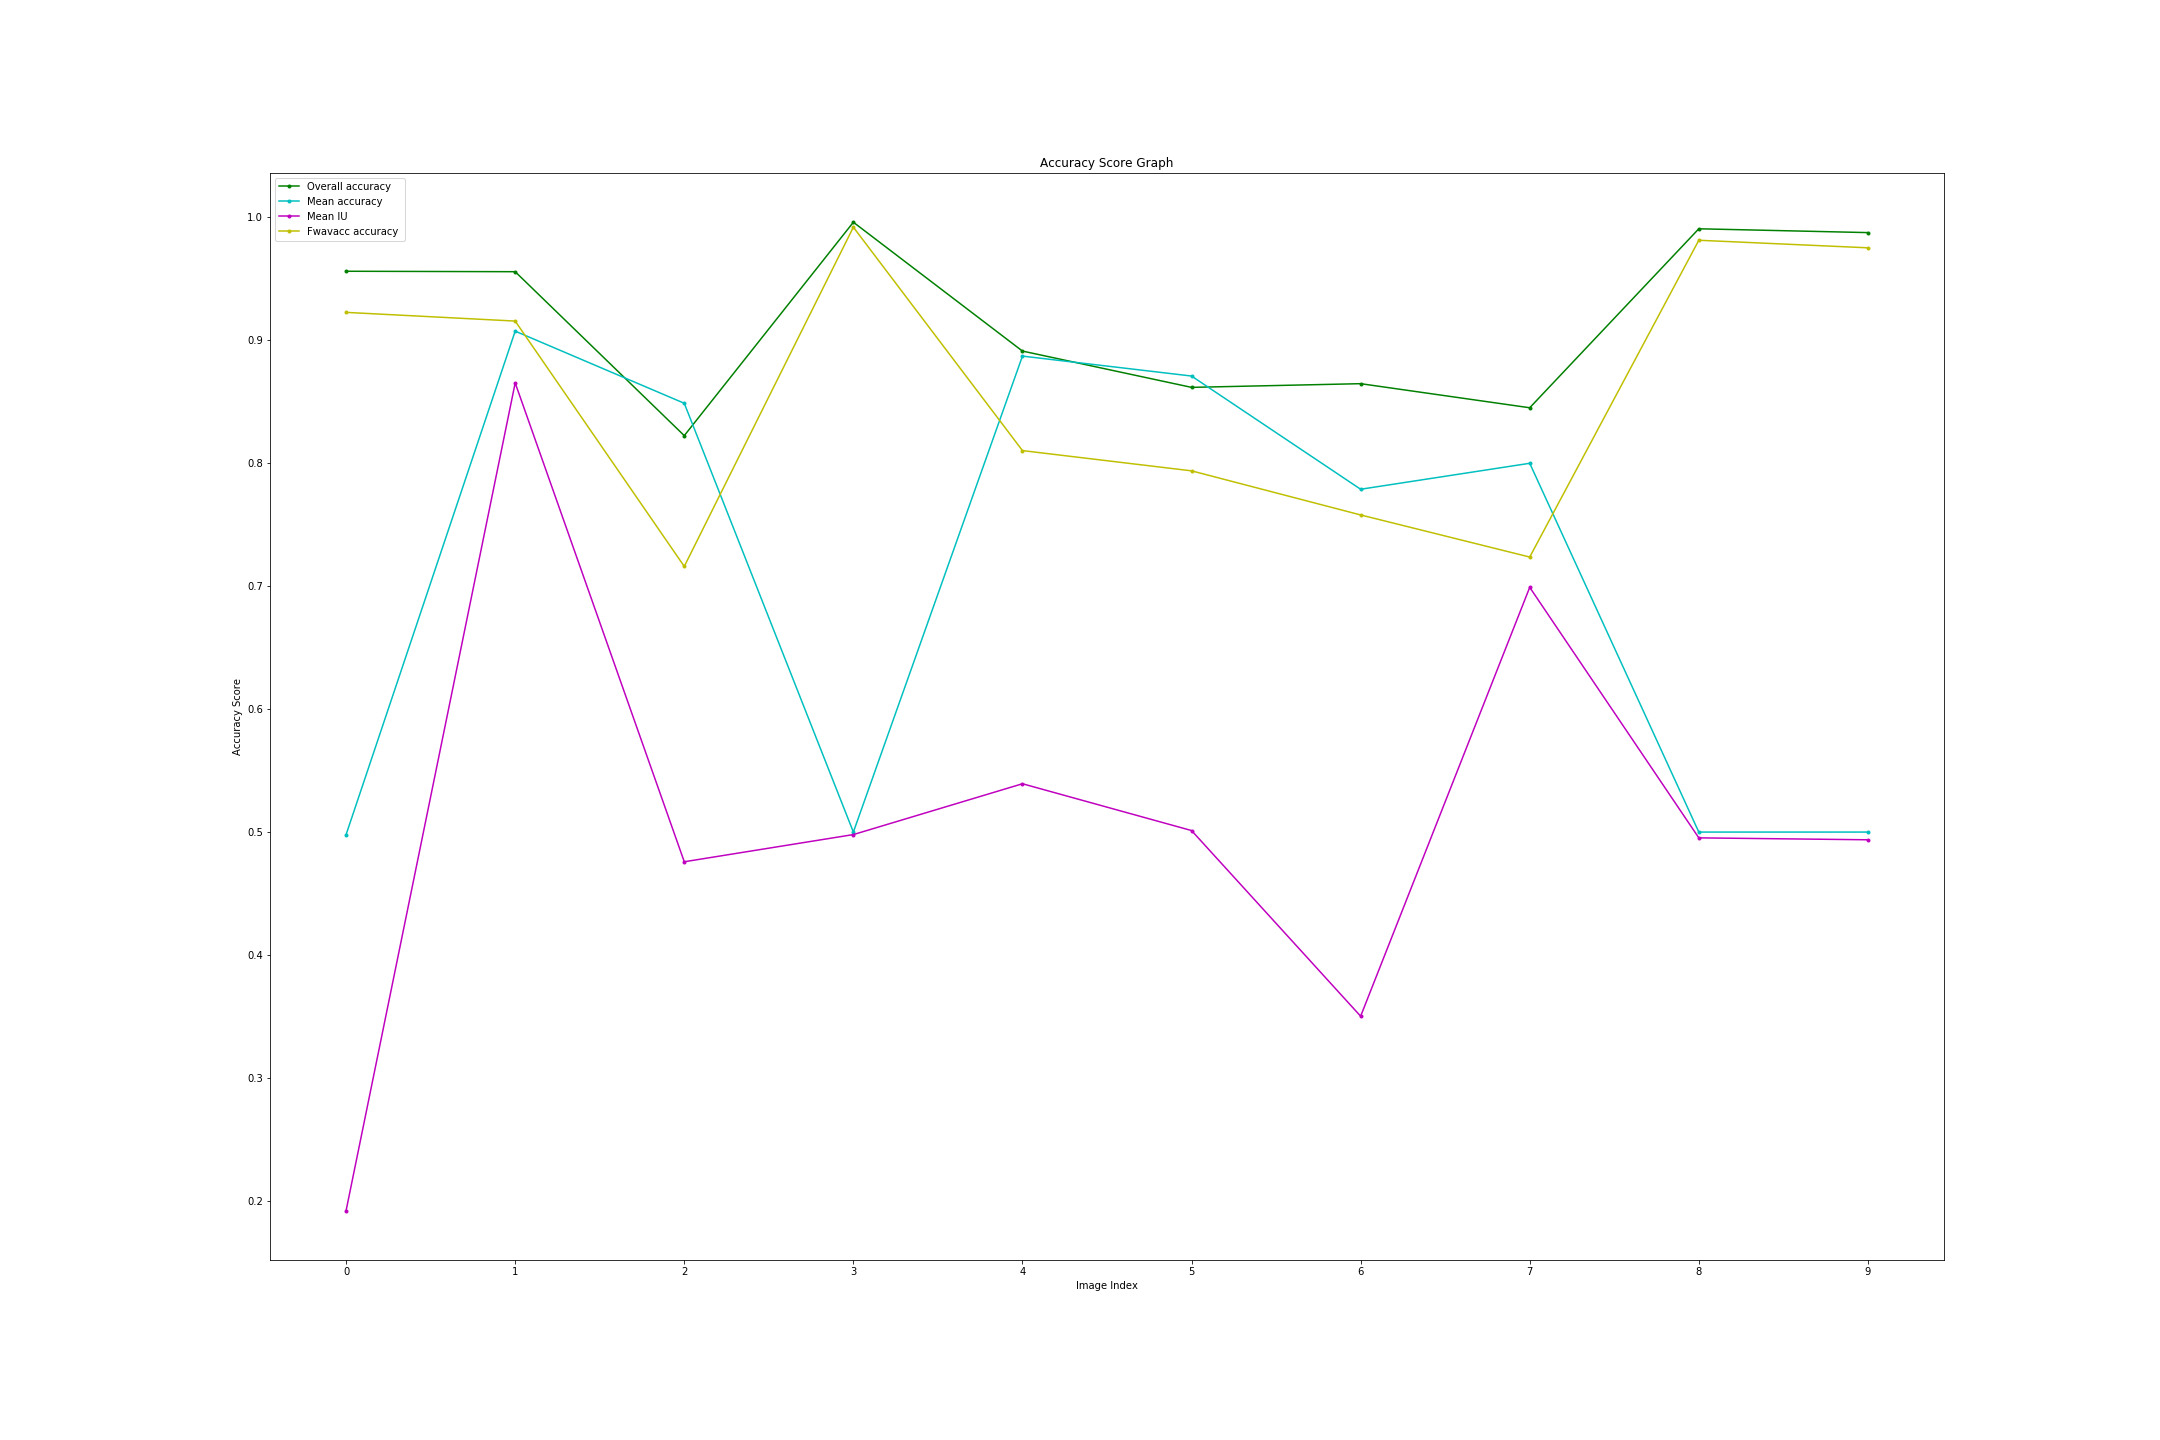 Accuracy Score Graph
Overall accuracy
Mean accuracy
Mean IU
Fwavacc accuracy
1.0
0.9
0.8
0.7
0.6
0.5
0.4
0.3
0.2
Accuracy Score
0 1 2 3 4 5 6 7 8 9
Image Index